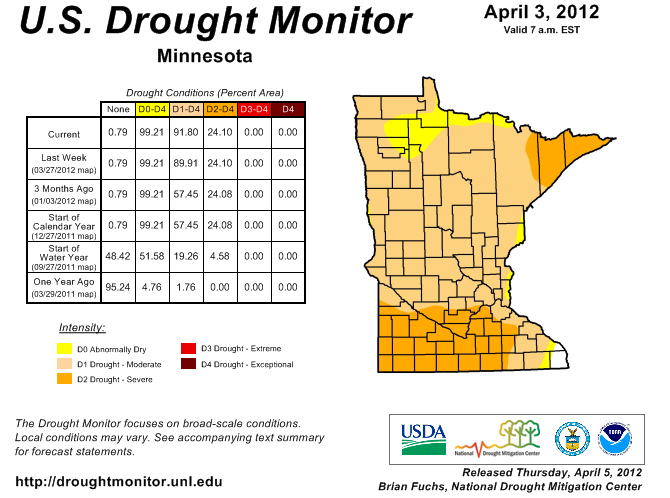 U.S. Drought Monitor
Minnesota
April 3, 2012
Valid 7 a.m. EST
Drought Conditions (Percent Area)
None D0-D4 D1-D4 D2-D4 D3-D4 D4
Current 0.79 99.21 91.80 24.10 0.00 0.00
Last Week
(03/27/2012 map) 0.79 99.21 89.91 24.10 0.00 0.00
3 Months Ago
(01/03/2012 map) 0.79 99.21 57.45 24.08 0.00 0.00
Start of
Calendar Year
(12/27/2011 map) 0.79 99.21 57.45 24.08 0.00 0.00
Start of
Water Year
(09/27/2011 map) 48.42 51.58 19.26 4.58 0.00 0.00
One Year Ago
(03/29/2011 map) 95.24 4.76 1.76 0.00 0.00 0.00
Intensity:
D0 Abnormally Dry
D1 Drought - Moderate
D2 Drought - Severe
D3 Drought - Extreme
D4 Drought - Exceptional
The Drought Monitor focuses on broad-scale conditions.
Local conditions may vary. See accompanying text summary
for forecast statements.
http://droughtmonitor.unl.edu
USDA
National Drought Mitigation Center
NOAA
Released Thursday, April 5, 2012
Brian Fuchs, National Drought Mitigation Center